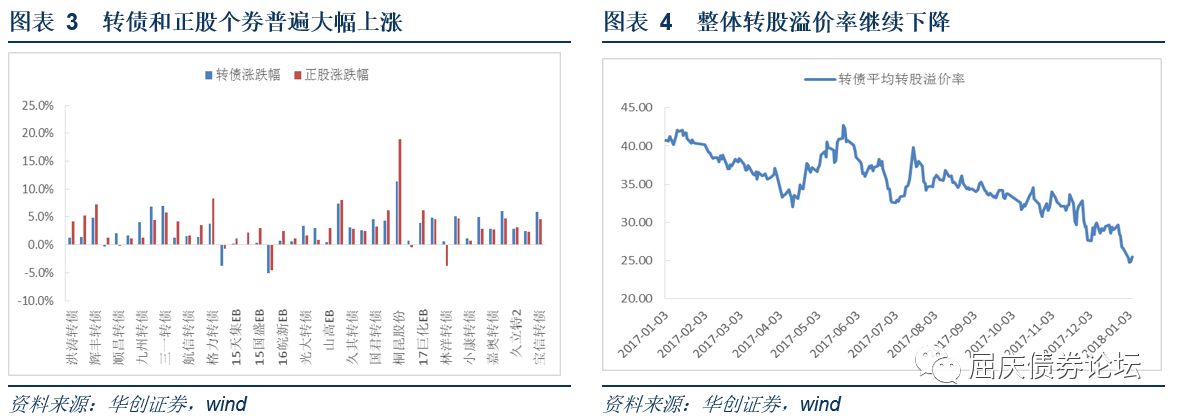 图表 3 转债和正股个券普遍大幅上涨
转债涨跌幅 正股涨跌幅
25.0%
20.0%
15.0%
10.0%
5.0%
0.0%
-5.0%
-10.0%
洪涛转债
辉丰转债
顺昌转债
九州转债
三一转债
航信转债
格力转债
15天集EB
15国盛EB
16皖新EB
光大转债
山高EB
久其转债
国君转债
桐昆股份
17巨化EB
林洋转债
小康转债
嘉奥转债
久立转2
宝信转债
资料来源：华创证券，wind
图表 4 整体转股溢价率继续下降
转债平均转股溢价率
45.00
40.00
35.00
30.00
25.00
20.00
2017-01-03
2017-02-03
2017-03-03
2017-04-03
2017-05-03
2017-06-03
2017-07-03
2017-08-03
2017-09-03
2017-10-03
2017-11-03
2017-12-03
2018-01-03
屈庆债券论坛
资料来源：华创证券，wind